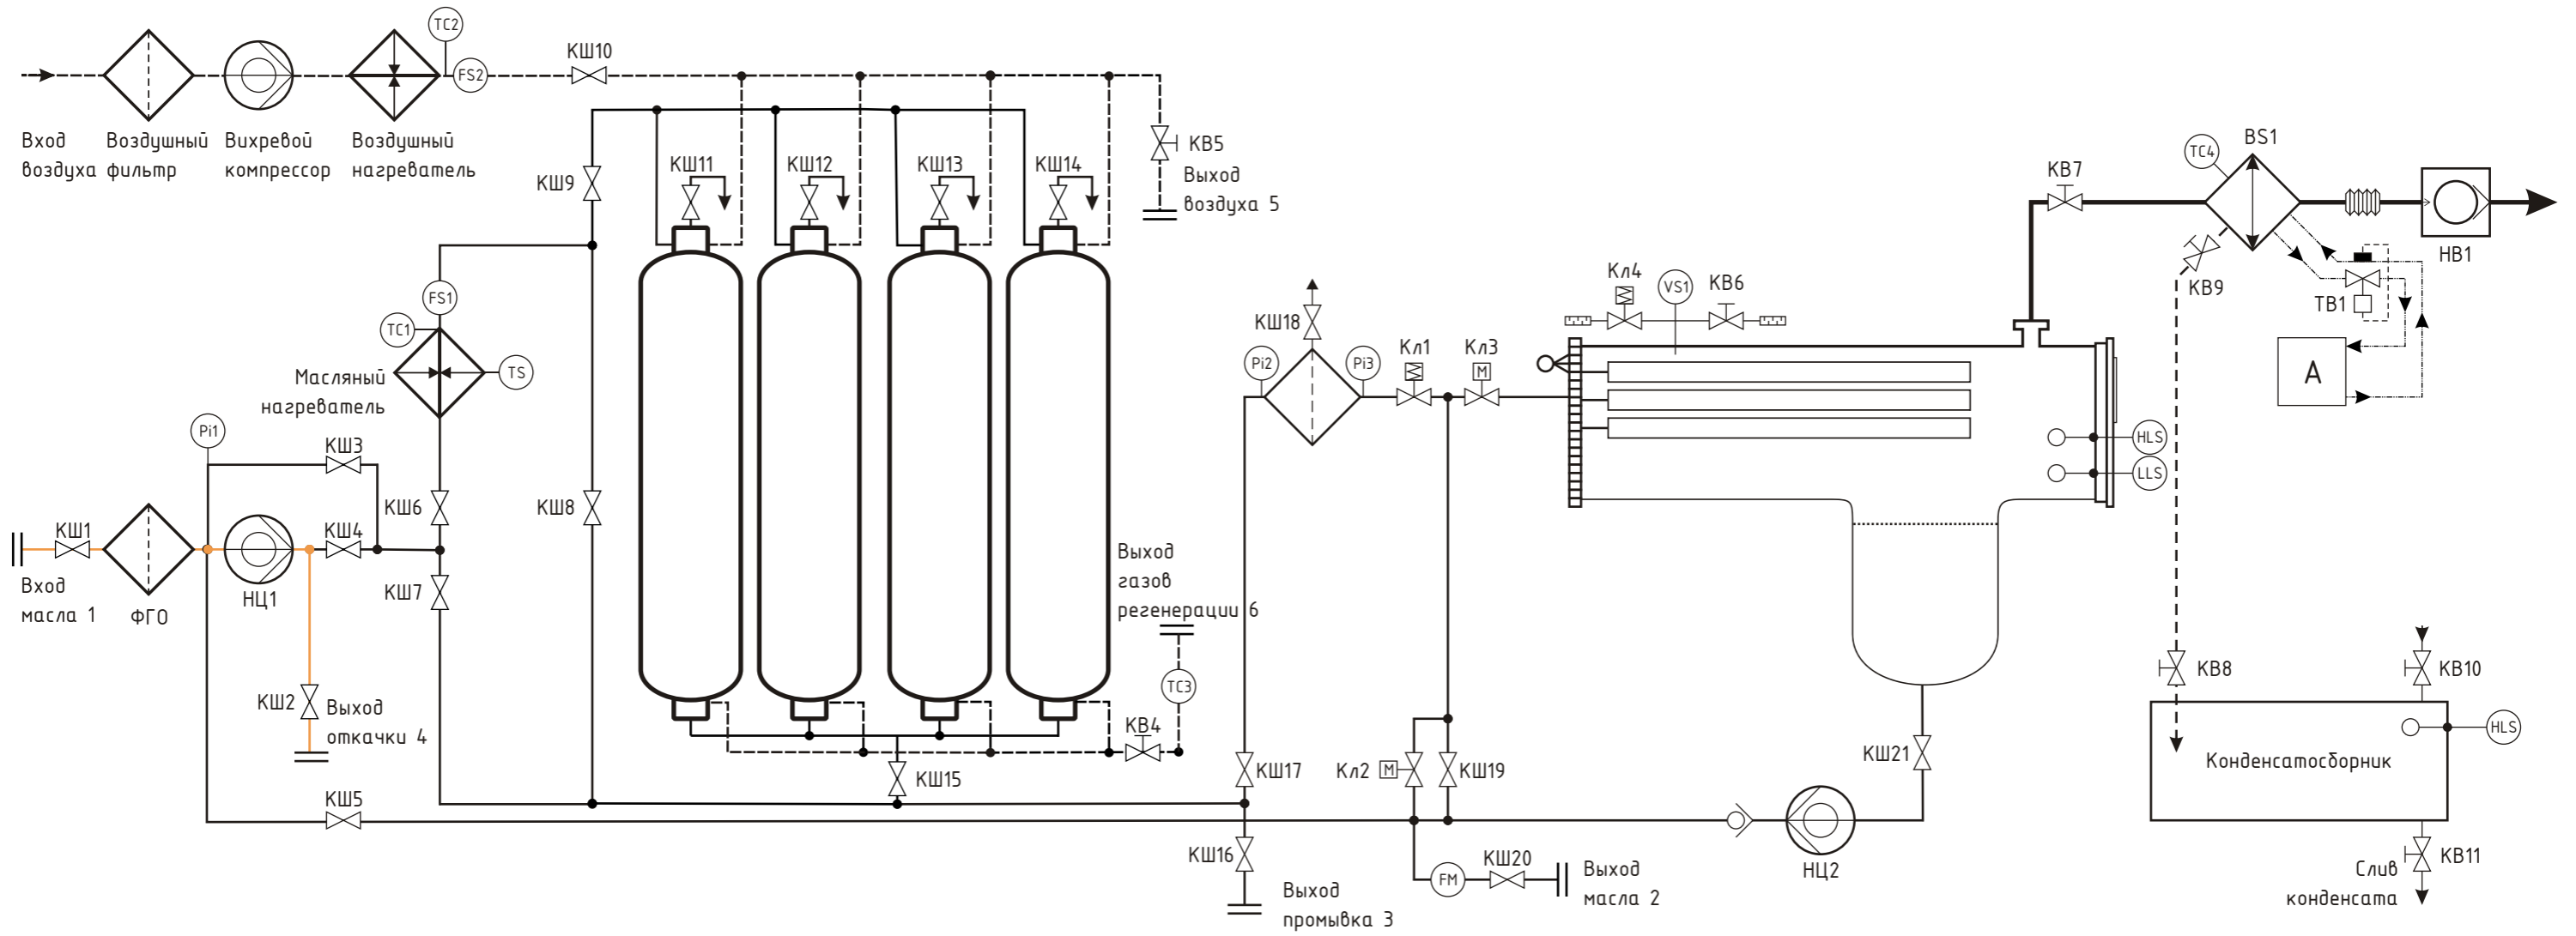 TC2
FS2
КШ10
Вход
воздуха
Воздушный
фильтр
Вихревой
компрессор
Воздушный
нагреватель
КШ9
КШ11
КШ12
КШ13
КШ14
КВ5
Выход
воздуха 5
FS1
TC1
TS
Масляный
нагреватель
Pi1
КШ3
КШ6
КШ8
КШ1
КШ4
Вход
масла 1
ФГО
НЦ1
КШ7
КШ2
Выход
откачки 4
КШ5
Выход
газов
регенерации 6
TC3
КВ4
КШ15
КШ18
Pi2
Pi3
Кл1
Кл3
M
Кл4
VS1
КВ6
HLS
LLS
КШ17
Кл2
M
КШ19
КШ16
Выход
промывка 3
FM
КШ20
Выход
масла 2
НЦ2
КШ21
КВ7
TC4
BS1
НВ1
КВ9
ТВ1
А
КВ8
КВ10
HLS
Конденсатосборник
КВ11
Слив
конденсата